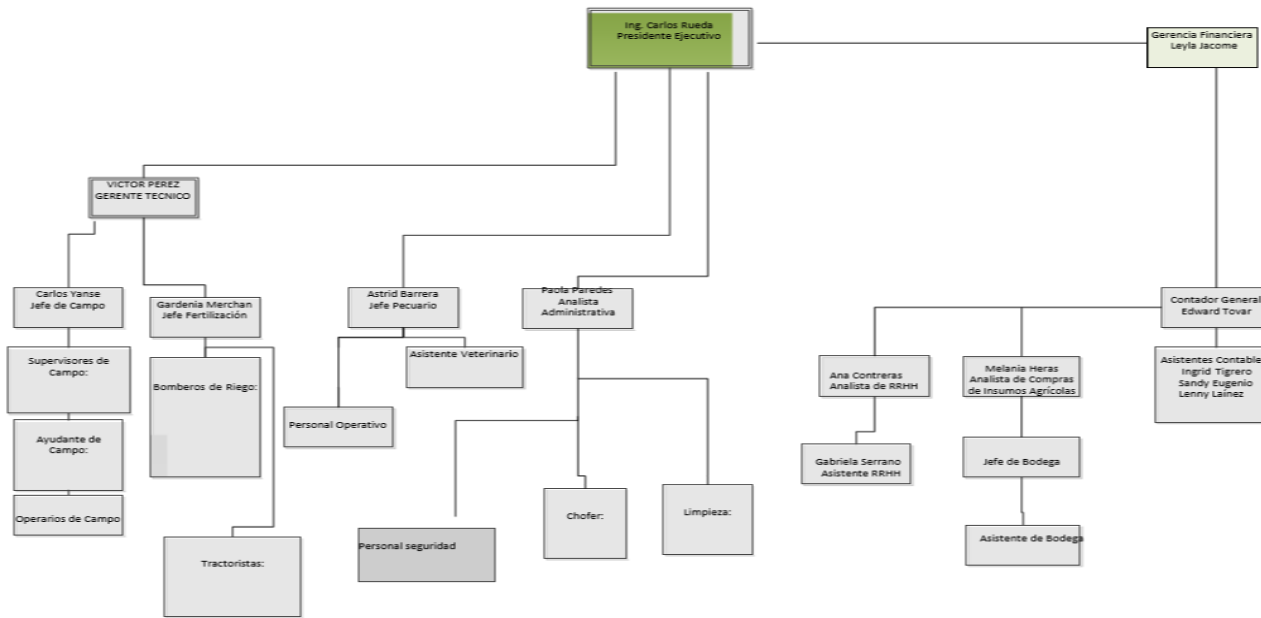 Ing. Carlos Rueda
Presidente Ejecutivo
Gerencia Financiera
Leyla Jacome
VICTOR PEREZ
GERENTE TECNICO
Carlos Yanse
Jefe de Campo
Gardenia Merchan
Jefe Fertilización
Astrid Barrera
Jefe Pecuario
Paola Paredes
Analista
Administrativa
Contador General
Edward Tovar
Supervisores de
Campo:
Bomberos de Riego:
Asistente Veterinario
Ana Contreras
Analista de RRHH
Melania Heras
Analista de Compras
de Insumos Agrícolas
Asistentes Contable
Ingrid Tigrero
Sandy Eugenio
Lenny Laínez
Personal Operativo
Ayudante de
Campo:
Gabriela Serrano
Asistente RRHH
Jefe de Bodega
Operarios de Campo
Chofer:
Limpieza:
Personal seguridad
Asistente de Bodega
Tractoristas: